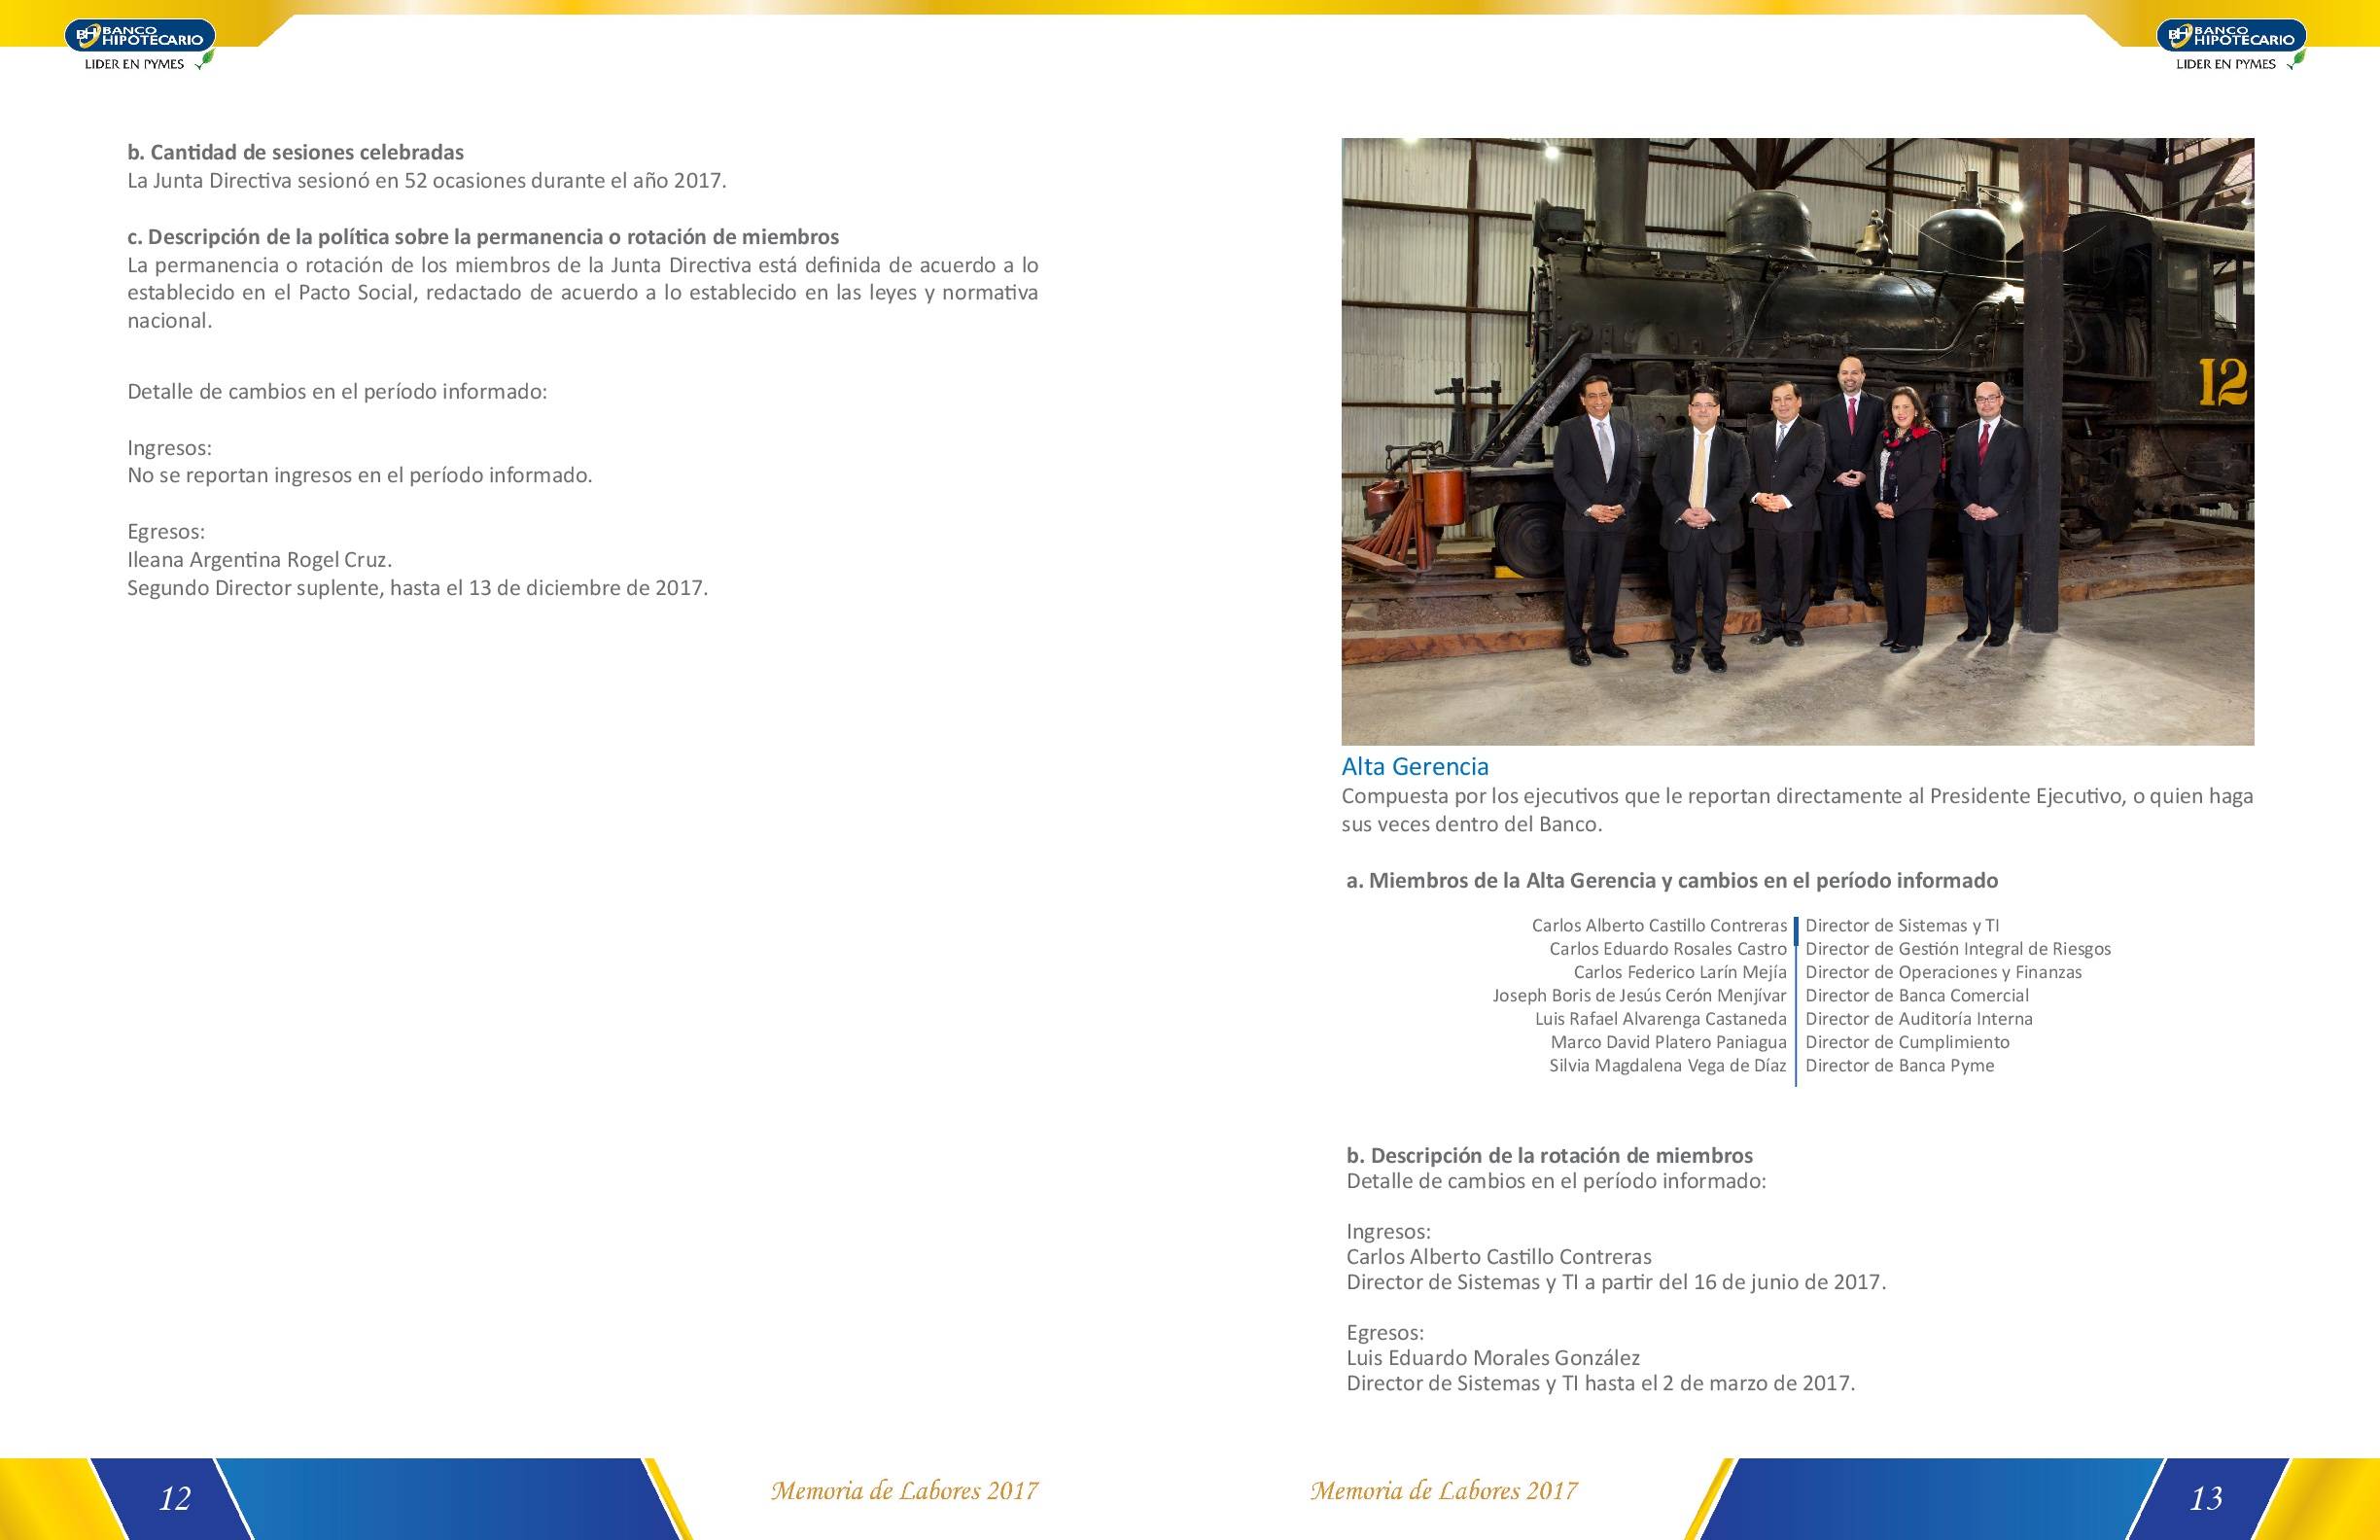 BH BANCO
HIPOTECARIO
LIDER EN PYMES
b. Cantidad de sesiones celebradas
La Junta Directiva sesionó en 52 ocasiones durante el año 2017.
c. Descripción de la política sobre la permanencia o rotación de miembros
La permanencia o rotación de los miembros de la Junta Directiva está definida de acuerdo a lo
establecido en el Pacto Social, redactado de acuerdo a lo establecido en las leyes y normativa
nacional.
Detalle de cambios en el período informado:
Ingresos:
No se reportan ingresos en el período informado.
Egresos:
Ileana Argentina Rogel Cruz.
Segundo Director suplente, hasta el 13 de diciembre de 2017.
12
Memoria de Labores 2017
BH BANCO
HIPOTECARIO
LIDER EN PYMES
12
Alta Gerencia
Compuesta por los ejecutivos que le reportan directamente al Presidente Ejecutivo, o quien haga
sus veces dentro del Banco.
a. Miembros de la Alta Gerencia y cambios en el período informado
Carlos Alberto Castillo Contreras Director de Sistemas y TI
Carlos Eduardo Rosales Castro Director de Gestión Integral de Riesgos
Carlos Federico Larín Mejía Director de Operaciones y Finanzas
Joseph Boris de Jesús Cerón Menjívar Director de Banca Comercial
Luis Rafael Alvarenga Castaneda Director de Auditoría Interna
Marco David Platero Paniagua Director de Cumplimiento
Silvia Magdalena Vega de Díaz Director de Banca Pyme
b. Descripción de la rotación de miembros
Detalle de cambios en el período informado:
Ingresos:
Carlos Alberto Castillo Contreras
Director de Sistemas y TI a partir del 16 de junio de 2017.
Egresos:
Luis Eduardo Morales González
Director de Sistemas y TI hasta el 2 de marzo de 2017.
Memoria de Labores 2017
13